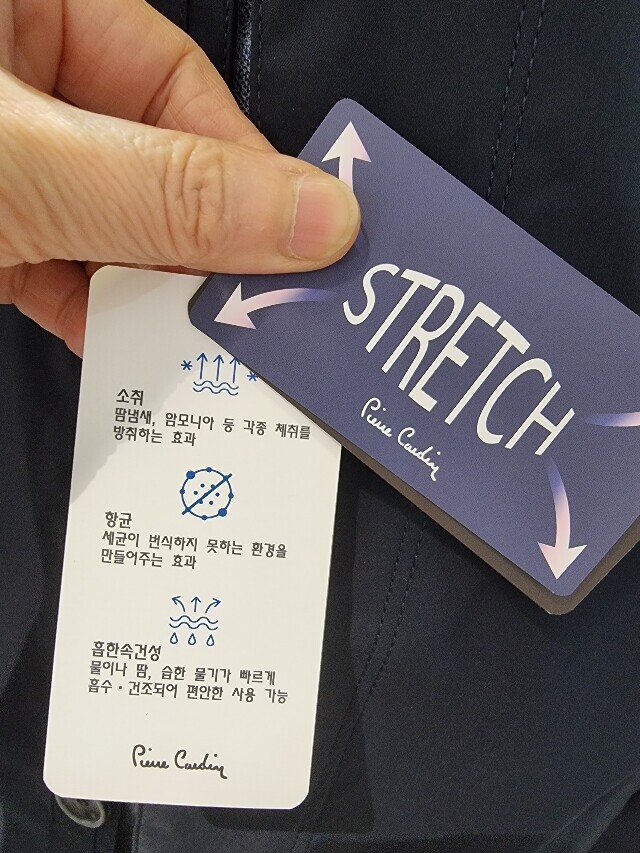 STRETCH
Pierre Cardin
소취
땀냄새, 암모니아 등 각종 체취를
방취하는 효과
항균
세균이 번식하지 못하는 환경을
만들어주는 효과
흡한속건성
물이나 땀, 습한 물기가 빠르게
흡수·건조되어 편안한 사용 가능
Pierre Cardin